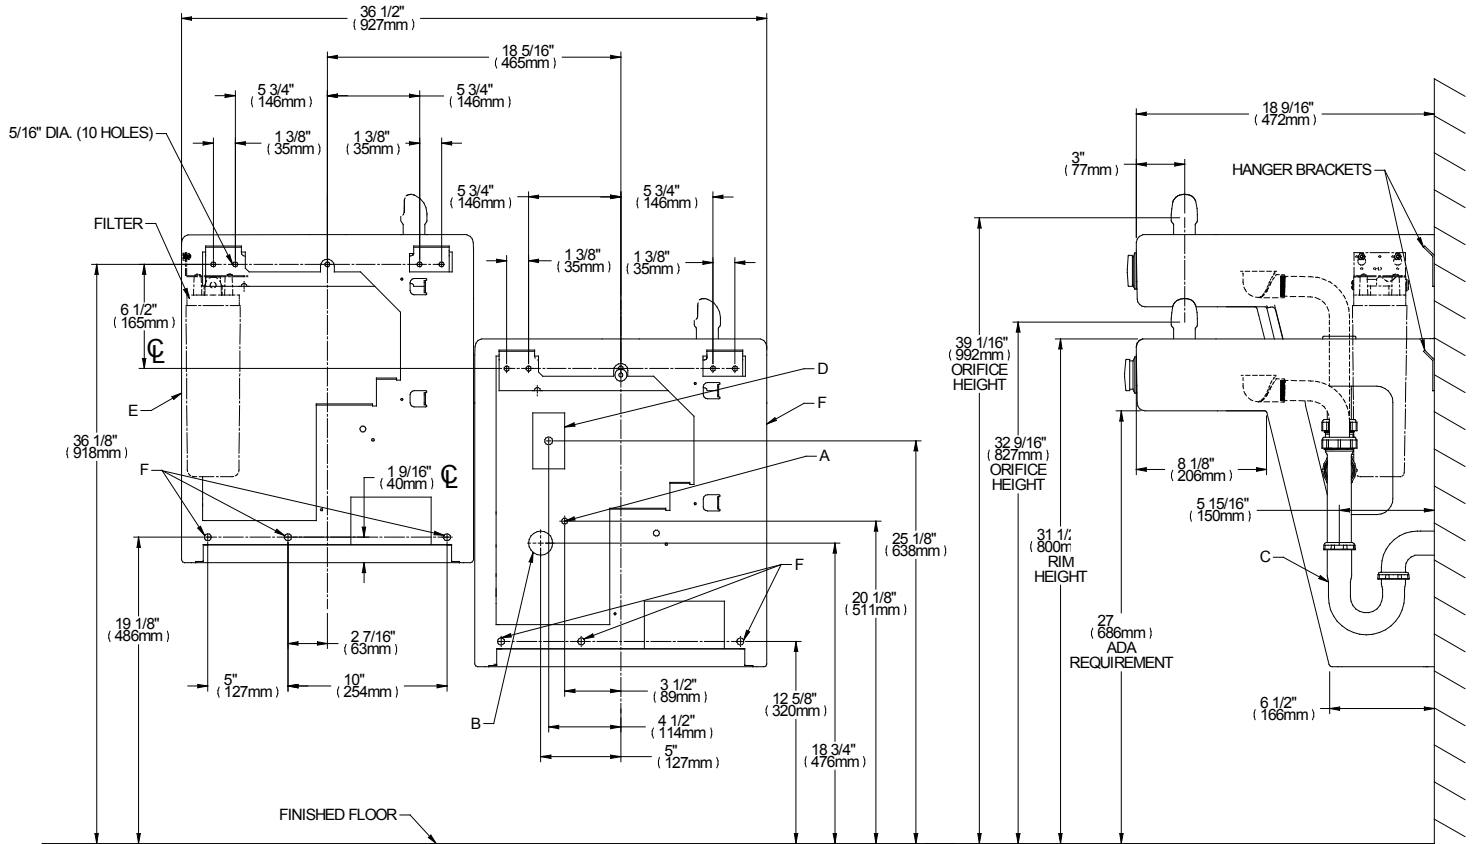 36 1/2"
(927mm)
18 5/16"
(465mm)
5 3/4"
(146mm)
5 3/4"
(146mm)
5/16" DIA. (10 HOLES)
1 3/8"
(35mm)
1 3/8"
(35mm)
5 3/4"
(146mm)
5 3/4"
(146mm)
FILTER
1 3/8"
(35mm)
1 3/8"
(35mm)
6 1/2"
(165mm)
CL
E
D
F
36 1/8"
(918mm)
F
1 9/16"
(40mm)
CL
A
25 1/8"
(638mm)
F
20 1/8"
(511mm)
19 1/8"
(486mm)
2 7/16"
(63mm)
5"
(127mm)
10"
(254mm)
B
3 1/2"
(89mm)
4 1/2"
(114mm)
5"
(127mm)
12 5/8"
(320mm)
18 3/4"
(476mm)
FINISHED FLOOR
18 9/16"
(472mm)
3"
(77mm)
HANGER BRACKETS
39 1/16"
(992mm)
ORIFICE
HEIGHT
32 9/16"
(827mm)
ORIFICE
HEIGHT
8 1/8"
(206mm)
5 15/16"
(150mm)
31 1/2
(800m
RIM
HEIGHT
C
27
(686mm)
ADA
REQUIREMENT
6 1/2"
(166mm)